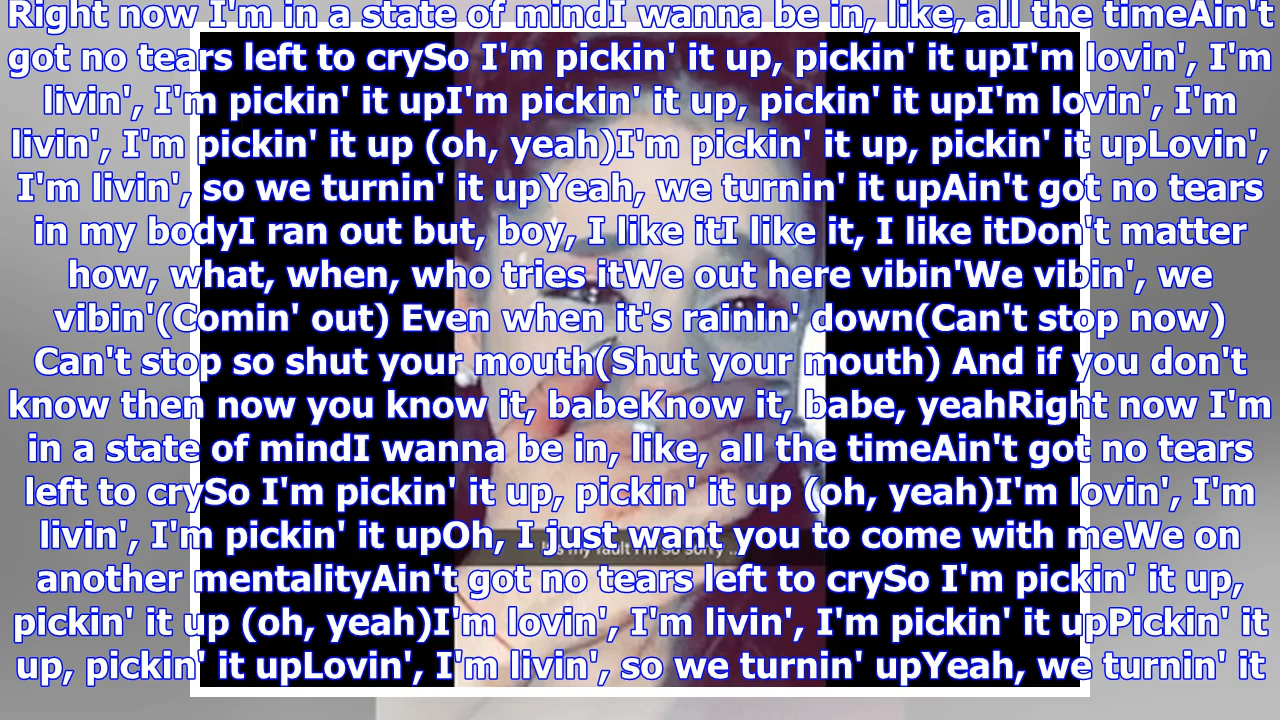 Right now I'm in a state of mindI wanna be in, like, all the timeAin't
got no tears left to crySo I'm pickin' it up, pickin' it upI'm lovin', I'm
livin', I'm pickin' it upI'm pickin' it up, pickin' it upI'm lovin', I'm
livin', I'm pickin' it up (oh, yeah)I'm pickin' it up, pickin' it upLovin',
I'm livin', so we turnin' it upYeah, we turnin' it upAin't got no tears
in my bodyI ran out but, boy, I like itI like it, I like itDon't matter
how, what, when, who tries itWe out here vibin'We vibin', we
vibin'(Comin' out) Even when it's rainin' down(Can't stop now)
Can't stop so shut your mouth(Shut your mouth) And if you don't
know then now you know it, babeKnow it, babe, yeahRight now I'm
in a state of mindI wanna be in, like, all the timeAin't got no tears
left to crySo I'm pickin' it up, pickin' it up (oh, yeah)I'm lovin', I'm
livin', I'm pickin' it upOh, I just want you to come with meWe on
another mentalityAin't got no tears left to crySo I'm pickin' it up,
pickin' it up (oh, yeah)I'm lovin', I'm livin', I'm pickin' it upPickin' it
up, pickin' it upLovin', I'm livin', so we turnin' upYeah, we turnin' it
my fault i'm so sorry ...